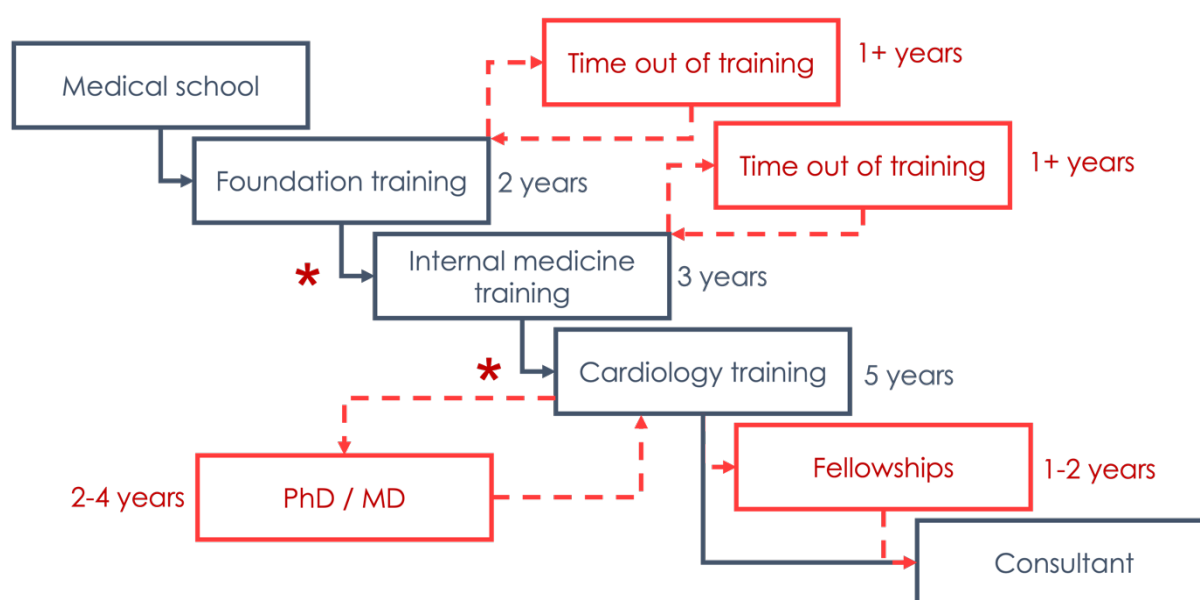 Medical school
Time out of training
1+ years
Foundation training
2 years
Time out of training
1+ years
*
Internal medicine
training
3 years
*
Cardiology training
5 years
2-4 years
PhD / MD
Fellowships
1-2 years
Consultant